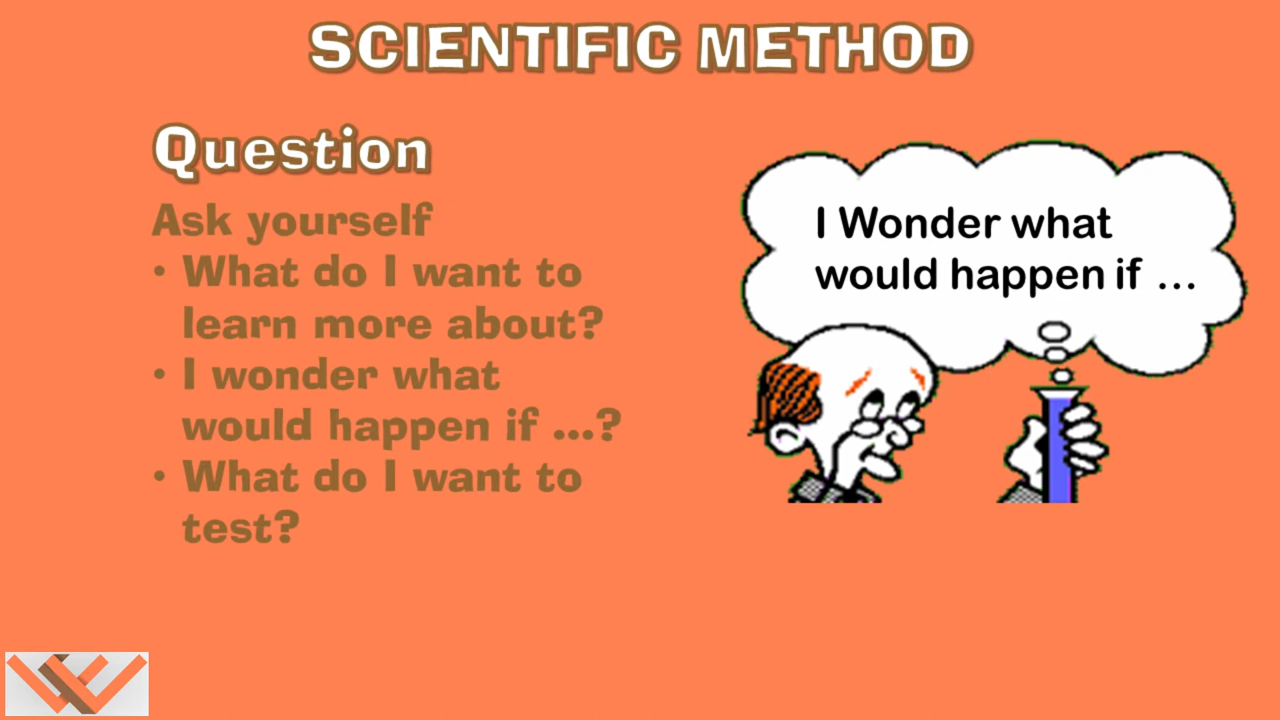 SCIENTIFIC METHOD
Question
Ask yourself
• What do I want to
learn more about?
• I wonder what
would happen if ...?
• What do I want to
test?
I Wonder what
would happen if ...